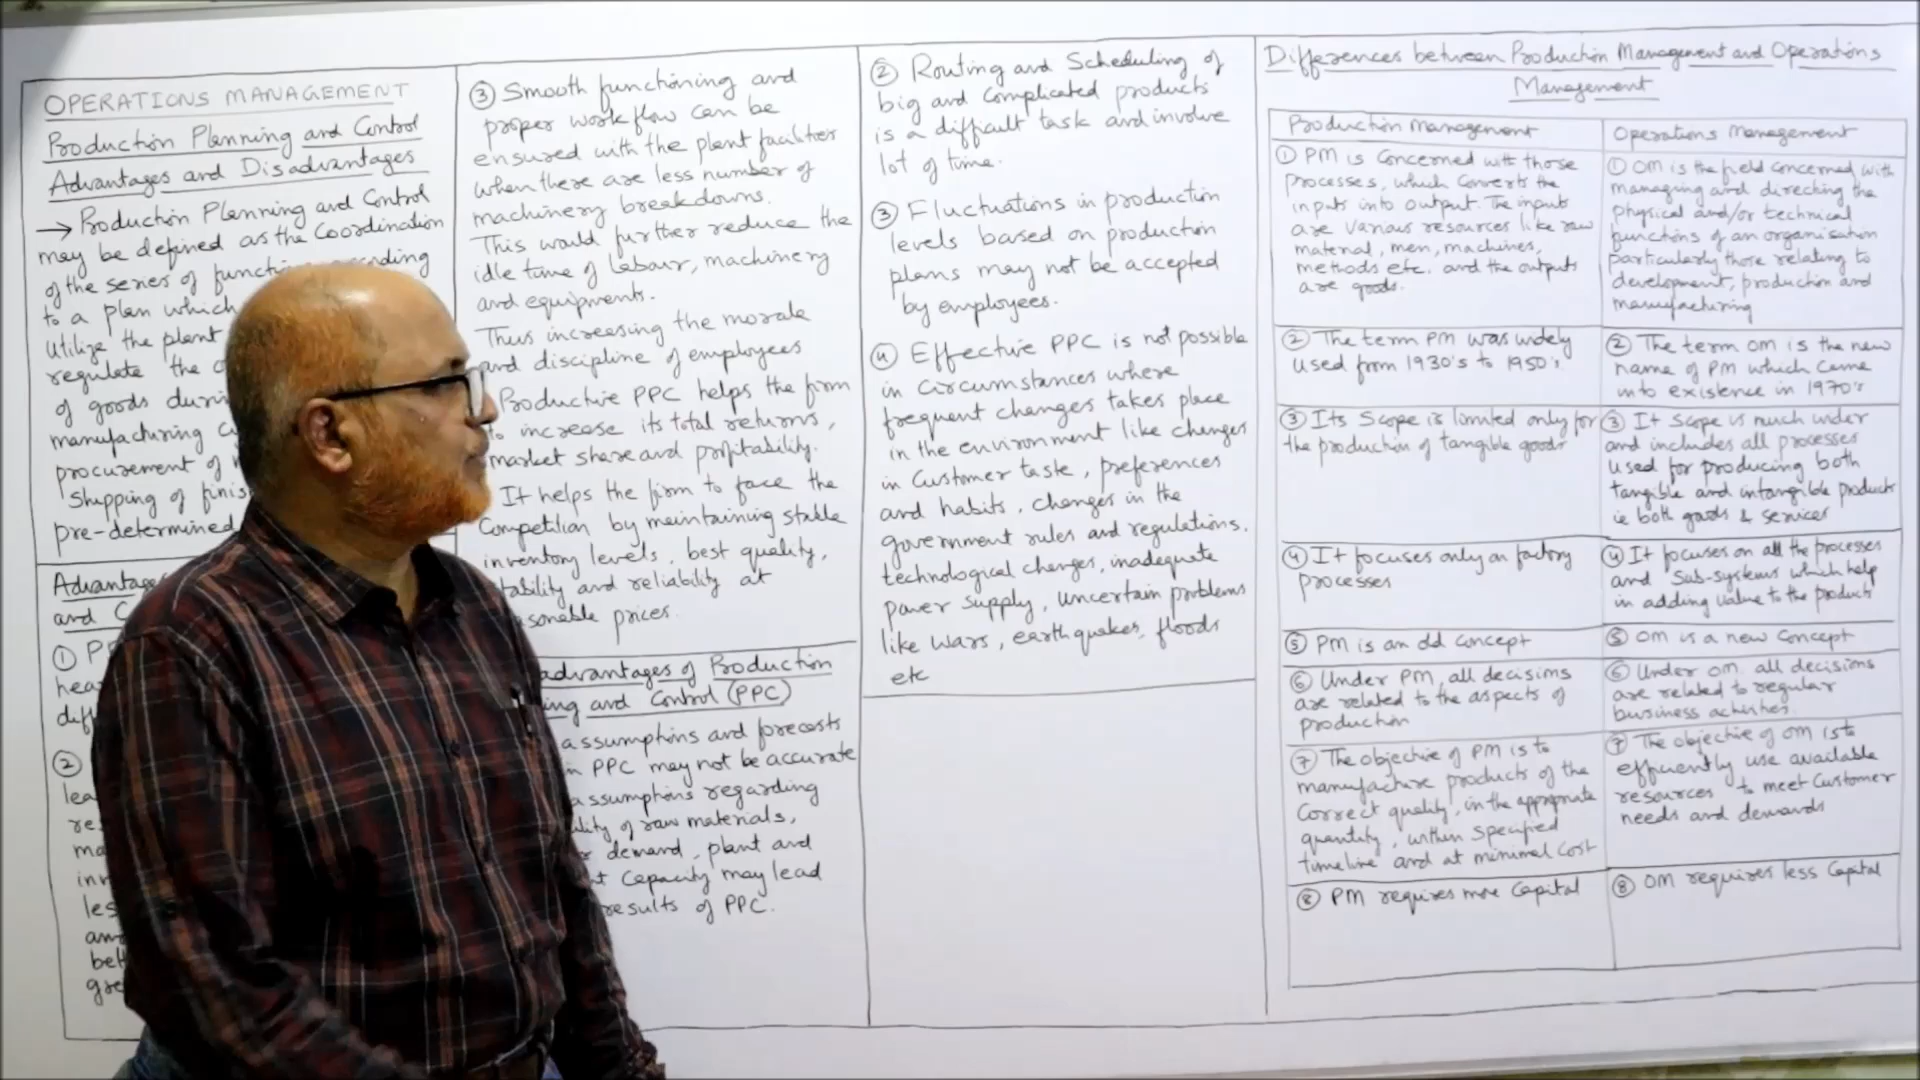 OPERATIONS MANAGEMENT
Production Planning and Control
Advantages and Disadvantages
→ Production Planning and Control
may be defined as the Coordination
of the series of functi ding
to a plan which
Utilize the plant
regulate the
of goods durin
manufacturing
procurement of
Shipping of finis
pre-determined
Advantage
and C
① PP
hea
diff
②
lea
re
ma
inv
les
an
bett
gre
③ Smooth functioning and
proper workflow can be
ensured with the plant facilities
when there are less number of
machinery breakdowns.
This would further reduce the
idle time of labour, machinery
and equipments.
Thus increasing the morale
and discipline of employees
Productive PPC helps the firm
to increase its total returns,
market share and profitability.
It helps the firm to face the
Competition by maintaining stable
inventory levels, best quality,
tability and reliability at
sonable prices.
advantages of Production
ing and Control (PPC)
assumptions and forecasts
in PPC may not be accurate
assumptions regarding
lity of raw materials,
demand, plant and
t Capacity may lead
results of PPC.
② Routing and Scheduling of
big and Complicated products
is a difficult task and involve
lot of time.
③ Fluctuations in production
levels based on production
plans may not be accepted
by employees.
④ Effective PPC is not possible
in Circumstances where
frequent changes takes place
in the environment like changes
in Customer taste, preferences
and habits, changes in the
government rules and regulations,
technological changes, inadequate
power supply, uncertain problems
like wars, earthquakes, floods
etc
Differences between Production Management and Operations
Management
Production Management
① PM is Concerned with those
processes, which Converts the
inputs into output. The inputs
are various resources like raw
material, men, machines,
methods etc. and the outputs
are goods.
② The term PM was widely
used from 1930's to 1950's
③ Its Scope is limited only for
the production of tangible goods
④ It focuses only on factory
processes
⑤ PM is an old concept
⑥ Under PM, all decisions
are related to the aspects of
production
⑦ The objective of PM is to
manufacture products of the
Correct quality, in the appropriate
quantity, within specified
timeline and at minimal cost
⑧ PM requires more Capital
Operations Management
① OM is the field concerned with
managing and directing the
physical and/or technical
functions of an organisation
particularly those relating to
development, production and
manufacturing
② The term OM is the new
name of PM which Came
into existence in 1970's
③ It Scope is much wider
and includes all processes
used for producing both
tangible and intangible products
ie both goods & services
④ It focuses on all the processes
and sub-systems which help
in adding value to the product
⑤ OM is a new Concept
⑥ Under OM, all decisions
are related to regular
business activities.
⑦ The objective of OM is to
efficiently use available
resources to meet Customer
needs and demands
⑧ OM requires less Capital